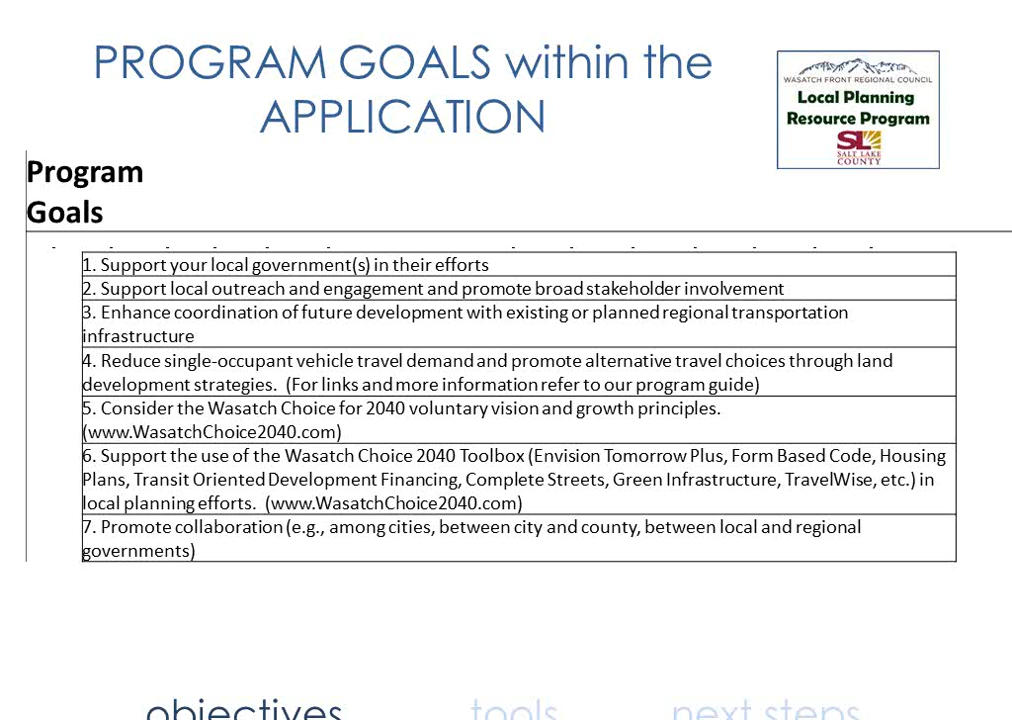 PROGRAM GOALS within the
APPLICATION
WASATCH FRONT REGIONAL COUNCIL
Local Planning
Resource Program
SL
SALT LAKE
COUNTY
Program
Goals
1. Support your local government(s) in their efforts
2. Support local outreach and engagement and promote broad stakeholder involvement
3. Enhance coordination of future development with existing or planned regional transportation
infrastructure
4. Reduce single-occupant vehicle travel demand and promote alternative travel choices through land
development strategies. (For links and more information refer to our program guide)
5. Consider the Wasatch Choice for 2040 voluntary vision and growth principles.
(www.WasatchChoice2040.com)
6. Support the use of the Wasatch Choice 2040 Toolbox (Envision Tomorrow Plus, Form Based Code, Housing
Plans, Transit Oriented Development Financing, Complete Streets, Green Infrastructure, TravelWise, etc.) in
local planning efforts. (www.WasatchChoice2040.com)
7. Promote collaboration (e.g., among cities, between city and county, between local and regional
governments)
objectives tools next steps